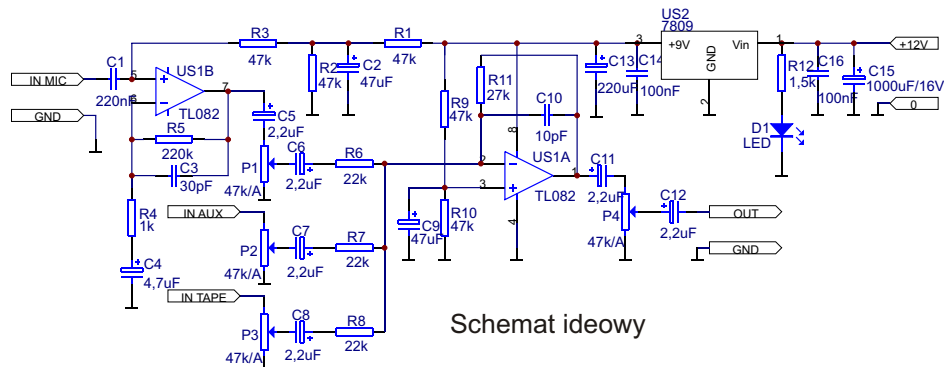 US2
7809
+9V
Vin
GND
3
1
2
+12V
0
R3
47k
R1
47k
R2
47k
C2
47uF
C1
220nF
IN MIC
GND
5
6
7
US1B
TL082
R5
220k
C3
30pF
R4
1k
C4
4,7uF
C5
2,2uF
P1
47k/A
C6
2,2uF
R6
22k
IN AUX
P2
47k/A
C7
2,2uF
R7
22k
IN TAPE
P3
47k/A
C8
2,2uF
R8
22k
R9
47k
R11
27k
C10
10pF
8
2
3
1
4
US1A
TL082
C9
47uF
R10
47k
C11
2,2uF
P4
47k/A
C12
2,2uF
OUT
GND
C13
220uF
C14
100nF
R12
1,5k
C16
100nF
C15
1000uF/16V
D1
LED
Schemat ideowy